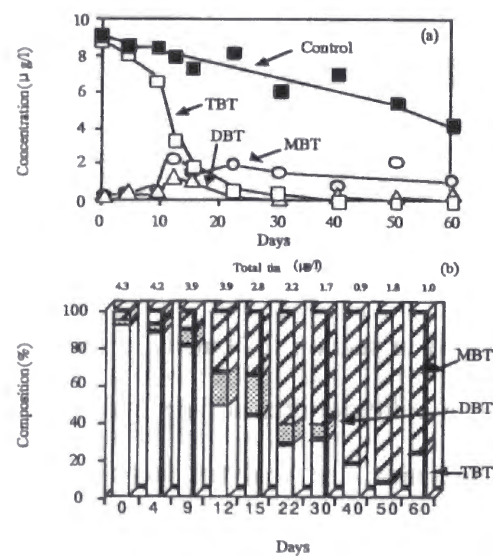 10
(a)
Control
8
Concentration(μ g/l)
6
TBT
4
DBT
MBT
2
0
0 10 20 30 40 50 60
Days
Total tin (μg/l) (b)
4.3 4.2 3.9 3.9 2.8 2.2 1.7 0.9 1.8 1.0
100
80
MBT
60
Composition(%)
DBT
40
20
TBT
0
0 4 9 12 15 22 30 40 50 60
Days